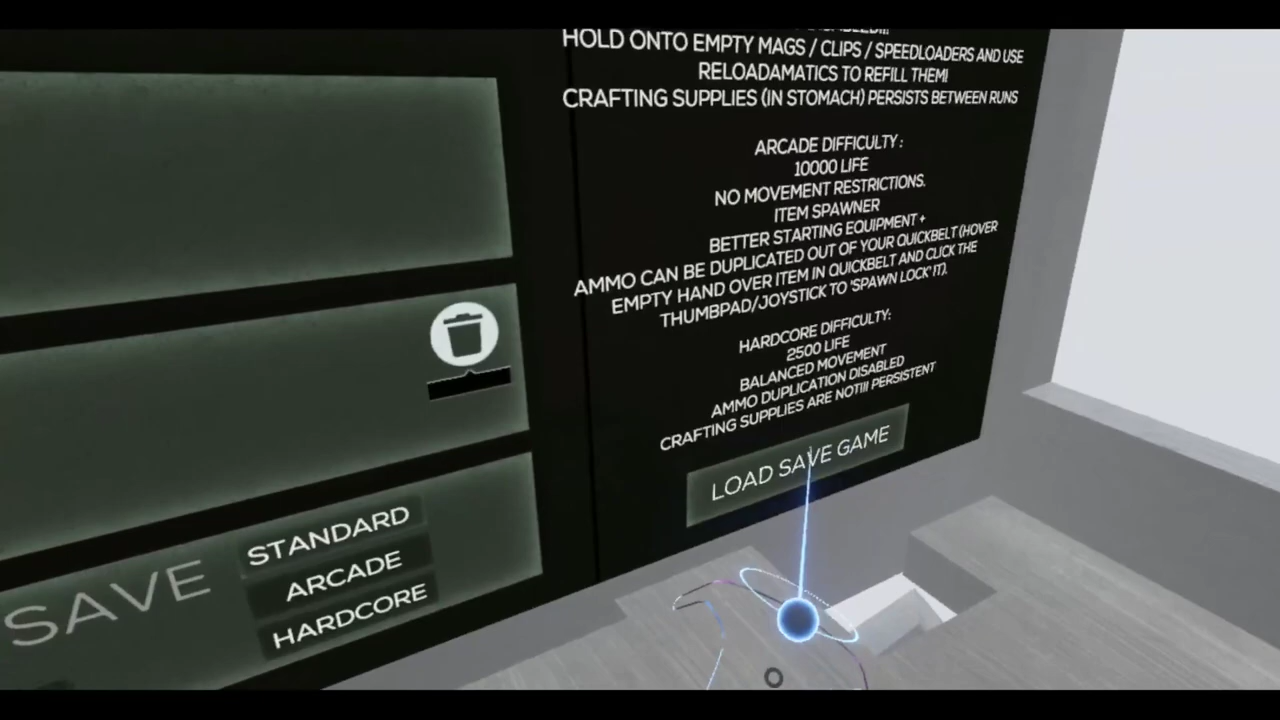 HOLD ONTO EMPTY MAGS / CLIPS / SPEEDLOADERS AND USE
RELOADAMATICS TO REFILL THEM!
CRAFTING SUPPLIES (IN STOMACH) PERSISTS BETWEEN RUNS
ARCADE DIFFICULTY :
10000 LIFE
NO MOVEMENT RESTRICTIONS.
ITEM SPAWNER
BETTER STARTING EQUIPMENT +
AMMO CAN BE DUPLICATED OUT OF YOUR QUICKBELT (HOVER
EMPTY HAND OVER ITEM IN QUICKBELT AND CLICK THE
THUMBPAD/JOYSTICK TO 'SPAWN LOCK' IT).
HARDCORE DIFFICULTY:
2500 LIFE
BALANCED MOVEMENT
AMMO DUPLICATION DISABLED
CRAFTING SUPPLIES ARE NOT!!! PERSISTENT
LOAD SAVE GAME
SAVE
STANDARD
ARCADE
HARDCORE